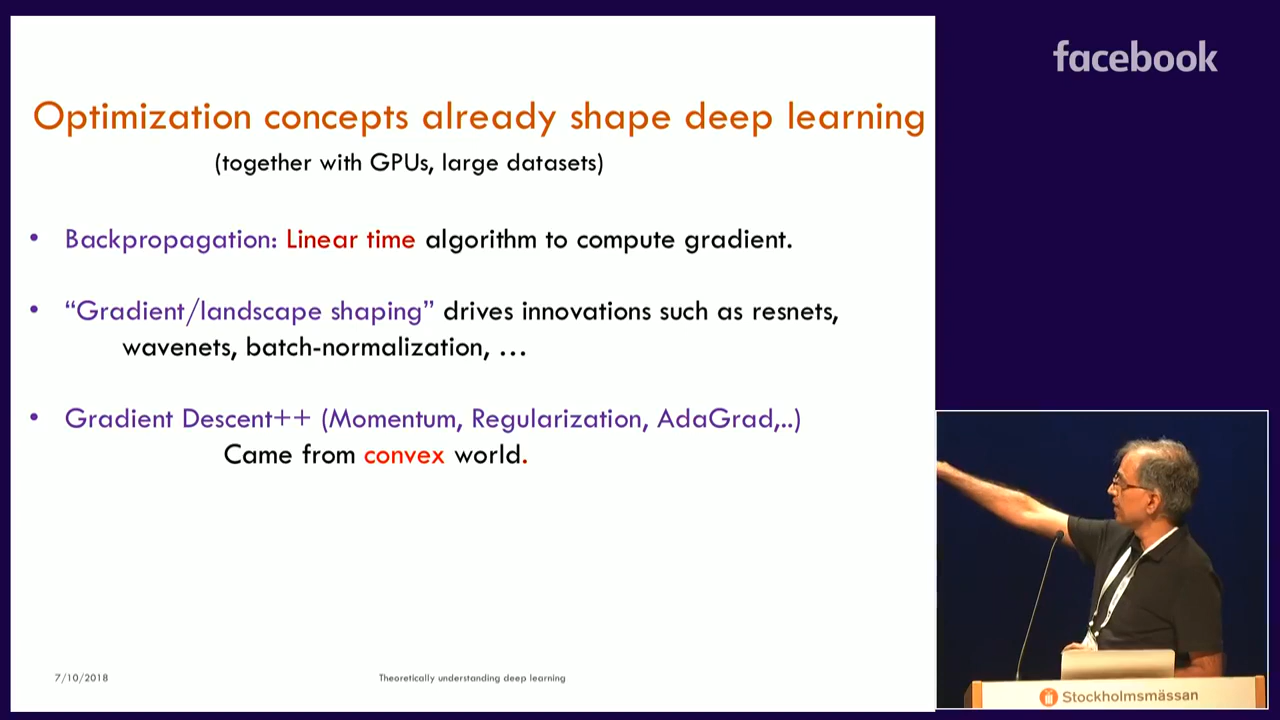 facebook
Optimization concepts already shape deep learning
(together with GPUs, large datasets)
• Backpropagation: Linear time algorithm to compute gradient.
• “Gradient/landscape shaping” drives innovations such as resnets,
wavenets, batch-normalization, …
• Gradient Descent++ (Momentum, Regularization, AdaGrad,..)
Came from convex world.
7/10/2018
Theoretically understanding deep learning
Stockholmsmässan